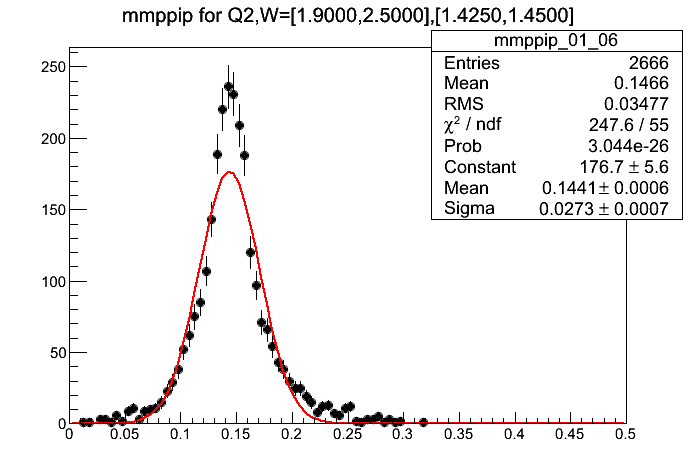 mmppip for Q2,W=[1.9000,2.5000],[1.4250,1.4500]
mmppip_01_06
Entries 2666
Mean 0.1466
RMS 0.03477
χ² / ndf 247.6 / 55
Prob 3.044e-26
Constant 176.7 ± 5.6
Mean 0.1441 ± 0.0006
Sigma 0.0273 ± 0.0007
250
200
150
100
50
0
0 0.05 0.1 0.15 0.2 0.25 0.3 0.35 0.4 0.45 0.5